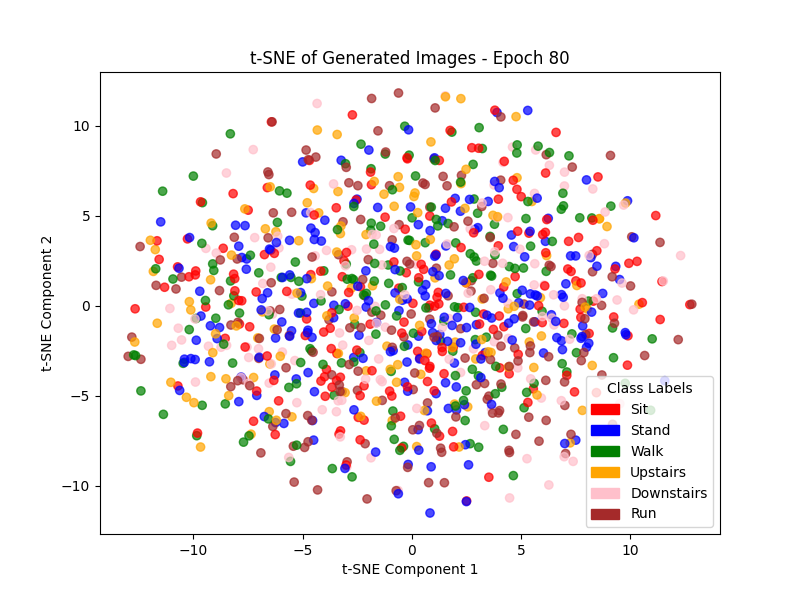 t-SNE of Generated Images - Epoch 80
10
5
0
−5
−10
t-SNE Component 2
−10
−5
0
5
10
t-SNE Component 1
Class Labels
Sit
Stand
Walk
Upstairs
Downstairs
Run